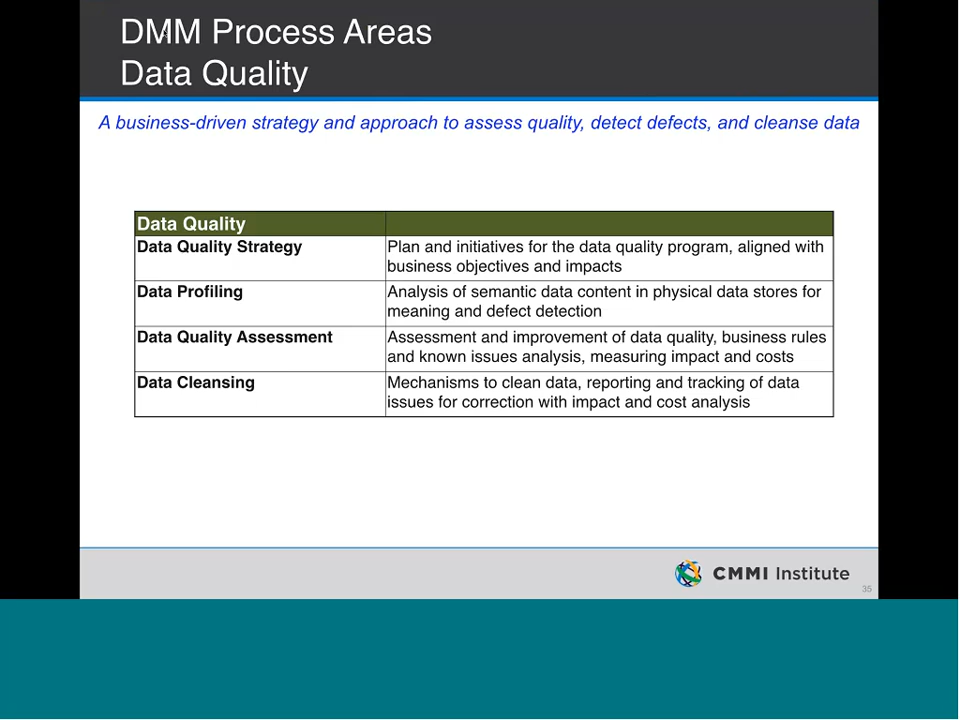 DMM Process Areas
Data Quality
A business-driven strategy and approach to assess quality, detect defects, and cleanse data
Data Quality
Data Quality Strategy
Plan and initiatives for the data quality program, aligned with
business objectives and impacts
Data Profiling
Analysis of semantic data content in physical data stores for
meaning and defect detection
Data Quality Assessment
Assessment and improvement of data quality, business rules
and known issues analysis, measuring impact and costs
Data Cleansing
Mechanisms to clean data, reporting and tracking of data
issues for correction with impact and cost analysis
CMMI Institute
35